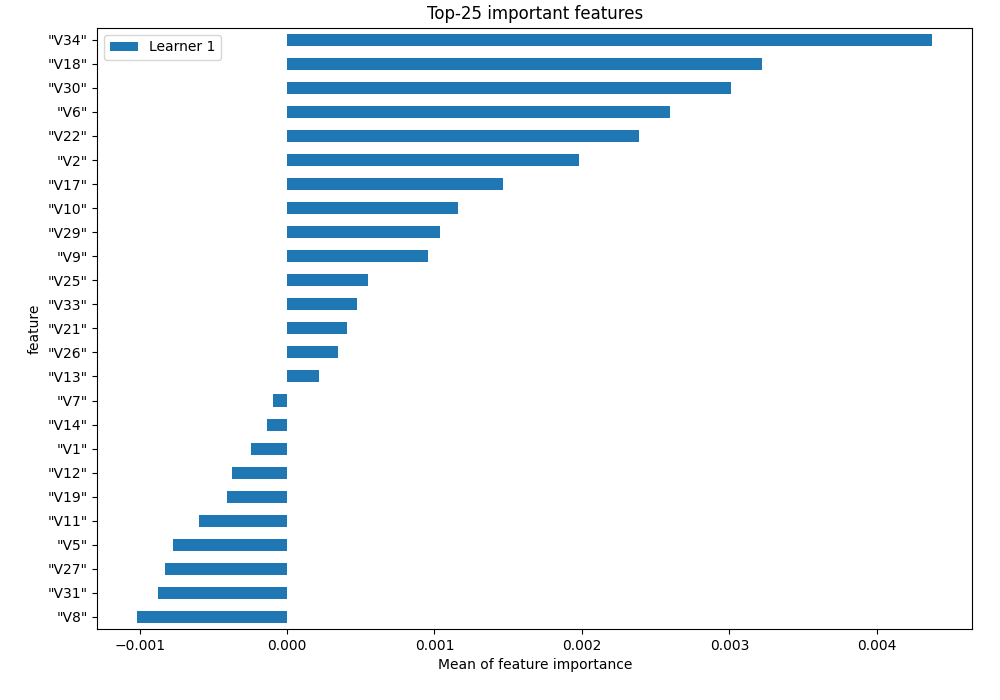 Top-25 important features
Learner 1
"V34"
"V18"
"V30"
"V6"
"V22"
"V2"
"V17"
"V10"
"V29"
"V9"
"V25"
"V33"
"V21"
"V26"
"V13"
"V7"
"V14"
"V1"
"V12"
"V19"
"V11"
"V5"
"V27"
"V31"
"V8"
feature
−0.001 0.000 0.001 0.002 0.003 0.004
Mean of feature importance